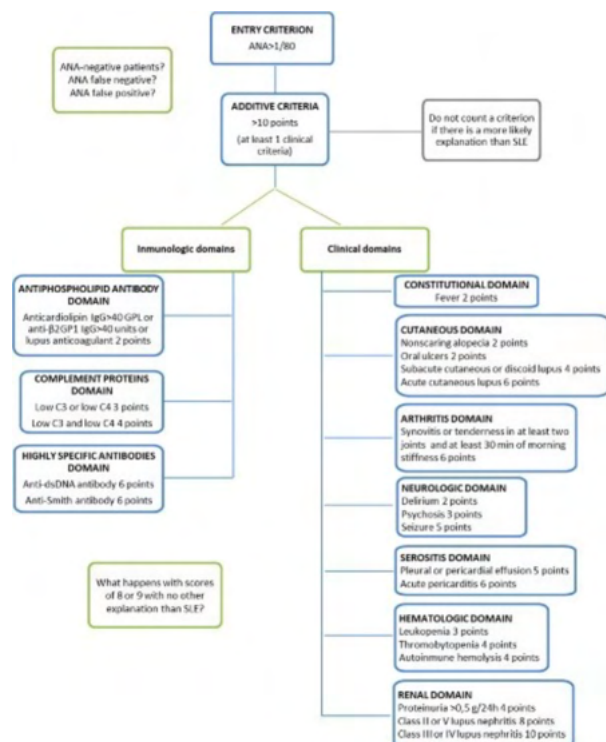 ENTRY CRITERION
ANA>1/80
ANA-negative patients?
ANA false negative?
ANA false positive?
ADDITIVE CRITERIA
>10 points
(at least 1 clinical
criteria)
Do not count a criterion
if there is a more likely
explanation than SLE
Inmunologic domains
Clinical domains
ANTIPHOSPHOLIPID ANTIBODY
DOMAIN
Anticardiolipin IgG>40 GPL or
anti-β2GP1 IgG>40 units or
lupus anticoagulant 2 points
COMPLEMENT PROTEINS
DOMAIN
Low C3 or low C4 3 points
Low C3 and low C4 4 points
HIGHLY SPECIFIC ANTIBODIES
DOMAIN
Anti-dsDNA antibody 6 points
Anti-Smith antibody 6 points
What happens with scores
of 8 or 9 with no other
explanation than SLE?
CONSTITUTIONAL DOMAIN
Fever 2 points
CUTANEOUS DOMAIN
Nonscaring alopecia 2 points
Oral ulcers 2 points
Subacute cutaneous or discoid lupus 4 points
Acute cutaneous lupus 6 points
ARTHRITIS DOMAIN
Synovitis or tenderness in at least two
joints and at least 30 min of morning
stiffness 6 points
NEUROLOGIC DOMAIN
Delirium 2 points
Psychosis 3 points
Seizure 5 points
SEROSITIS DOMAIN
Pleural or pericardial effusion 5 points
Acute pericarditis 6 points
HEMATOLOGIC DOMAIN
Leukopenia 3 points
Thrombobytopenia 4 points
Autoinmune hemolysis 4 points
RENAL DOMAIN
Proteinuria >0,5 g/24h 4 points
Class II or V lupus nephritis 8 points
Class III or IV lupus nephritis 10 points